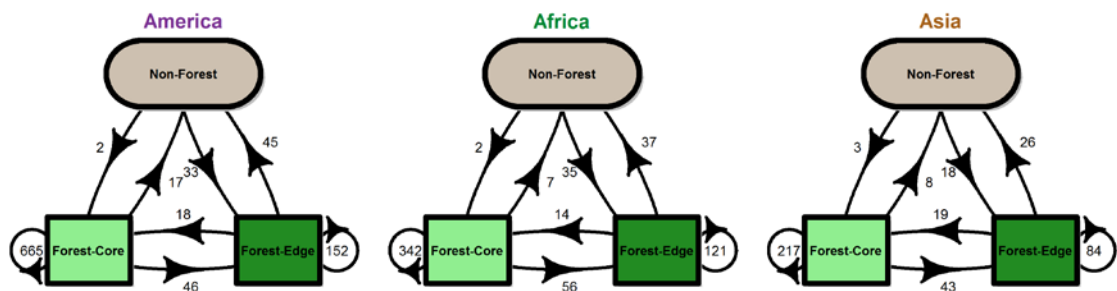 America
Africa
Asia
Non-Forest
Non-Forest
Non-Forest
2
45
2
37
3
26
33
17
35
7
18
8
18
14
19
665
Forest-Core
Forest-Edge
152
342
Forest-Core
Forest-Edge
121
217
Forest-Core
Forest-Edge
84
46
56
43